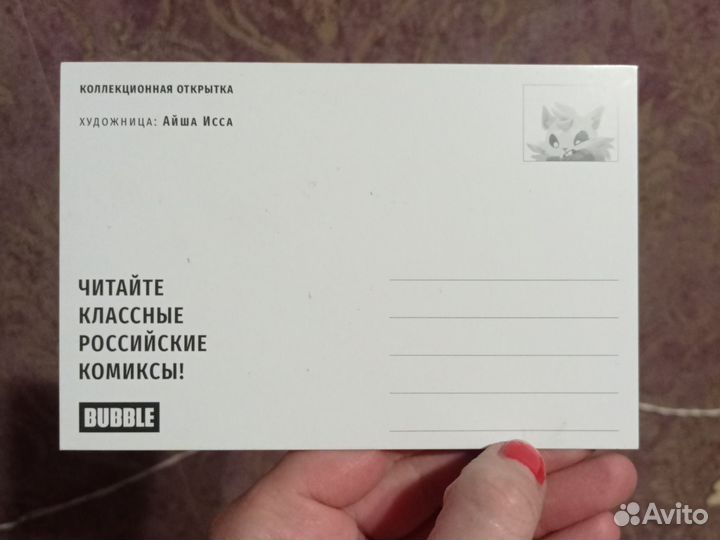 КОЛЛЕКЦИОННАЯ ОТКРЫТКА
ХУДОЖНИЦА: АЙША ИССА
ЧИТАЙТЕ
КЛАССНЫЕ
РОССИЙСКИЕ
КОМИКСЫ!
BUBBLE
Avito